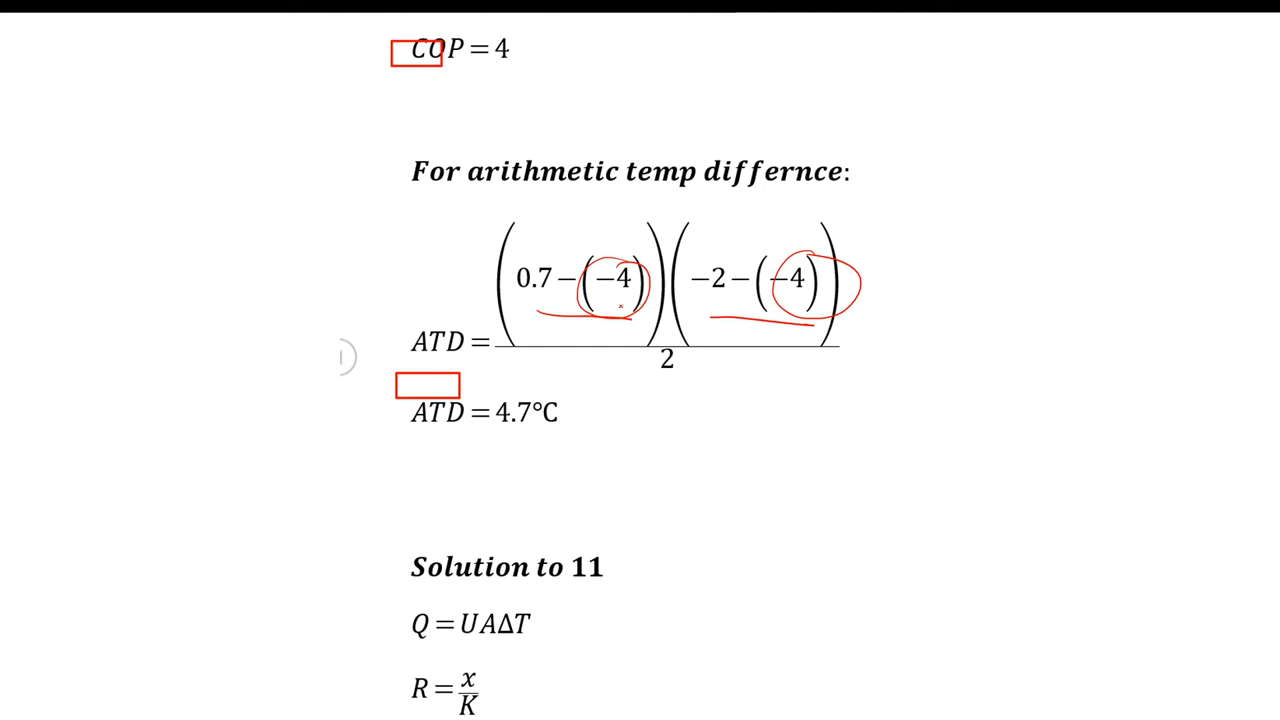 COP = 4
For arithmetic temp differnce:
ATD = ((0.7 − (−4))(−2 − (−4)))/2
ATD = 4.7°C
Solution to 11
Q = UAΔT
R = x/K